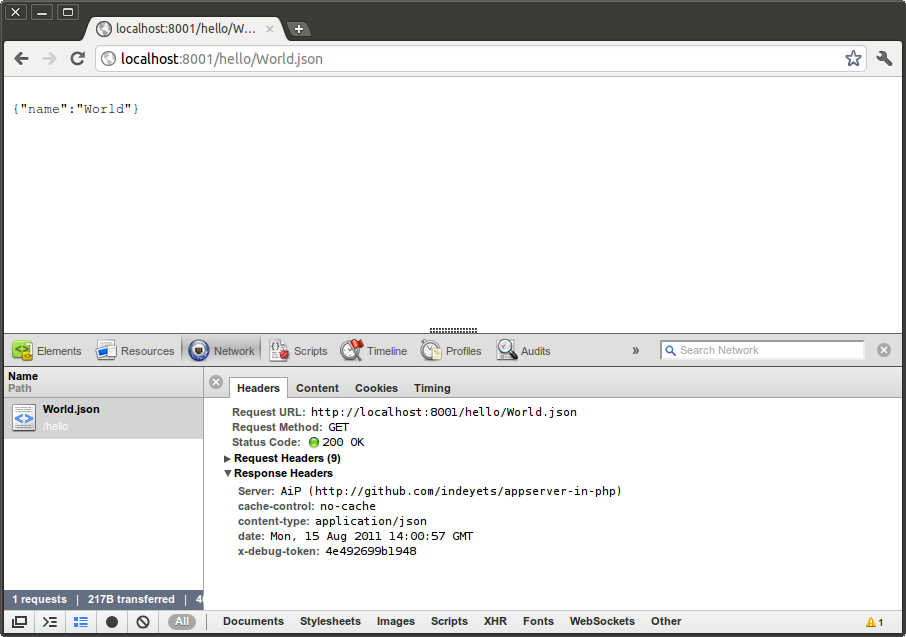 localhost:8001/hello/W...
localhost:8001/hello/World.json
{"name":"World"}
Elements Resources Network Scripts Timeline Profiles Audits » Search Network
Name
Path
Headers Content Cookies Timing
World.json
/hello
Request URL: http://localhost:8001/hello/World.json
Request Method: GET
Status Code: 200 OK
Request Headers (9)
Response Headers
Server: AiP (http://github.com/indeyets/appserver-in-php)
cache-control: no-cache
content-type: application/json
date: Mon, 15 Aug 2011 14:00:57 GMT
x-debug-token: 4e492699b1948
1 requests | 217B transferred |
All Documents Stylesheets Images Scripts XHR Fonts WebSockets Other 1